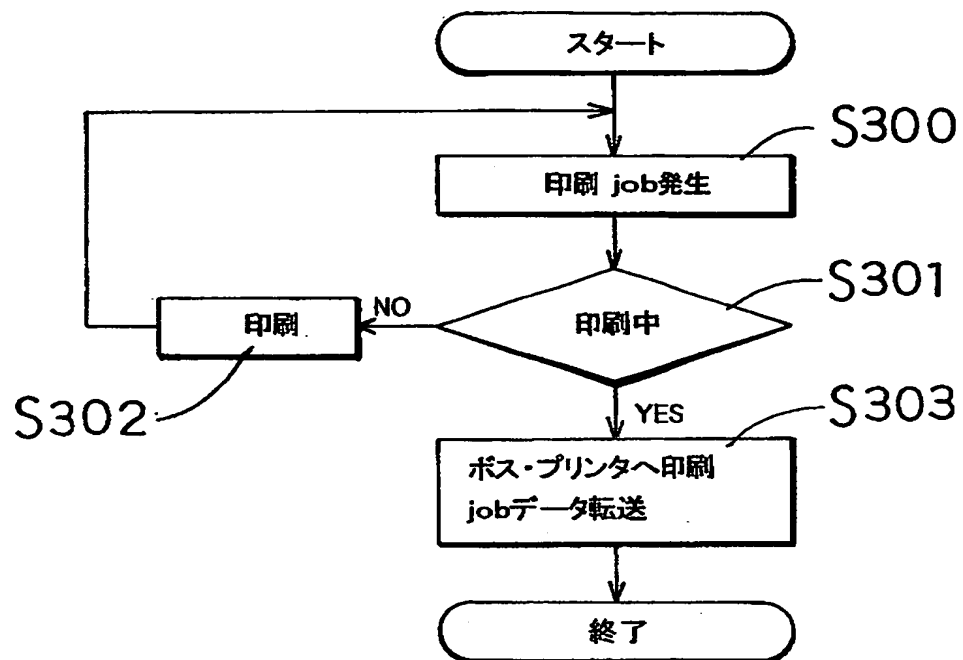 スタート
S300
印刷 job発生
S301
印刷中
NO
印刷
S302
YES
S303
ボス・プリンタへ印刷
jobデータ転送
終了